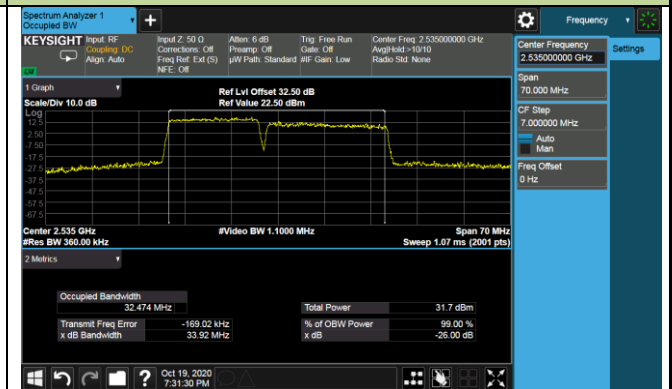 Spectrum Analyzer 1
Occupied BW
Frequency
KEYSIGHT
Input: RF
Coupling: DC
Align: Auto
Input Z: 50 Ω
Corrections: Off
Freq Ref: Ext (S)
NFE: Off
Atten: 6 dB
Preamp: Off
µW Path: Standard
Trig: Free Run
Gate: Off
#IF Gain: Low
Center Freq: 2.535000000 GHz
Avg|Hold:>10/10
Radio Std: None
Center Frequency
2.535000000 GHz
Settings
Span
70.000 MHz
CF Step
7.000000 MHz
Auto
Man
Freq Offset
0 Hz
1 Graph
Scale/Div 10.0 dB
Ref Lvl Offset 32.50 dB
Ref Value 22.50 dBm
Log
12.5
2.50
-7.50
-17.5
-27.5
-37.5
-47.5
-57.5
-67.5
Center 2.535 GHz
#Res BW 360.00 kHz
#Video BW 1.1000 MHz
Span 70 MHz
Sweep 1.07 ms (2001 pts)
2 Metrics
Occupied Bandwidth
32.474 MHz
Total Power 31.7 dBm
Transmit Freq Error -169.02 kHz
% of OBW Power 99.00 %
x dB Bandwidth 33.92 MHz
x dB -26.00 dB
?
Oct 19, 2020
7:31:30 PM